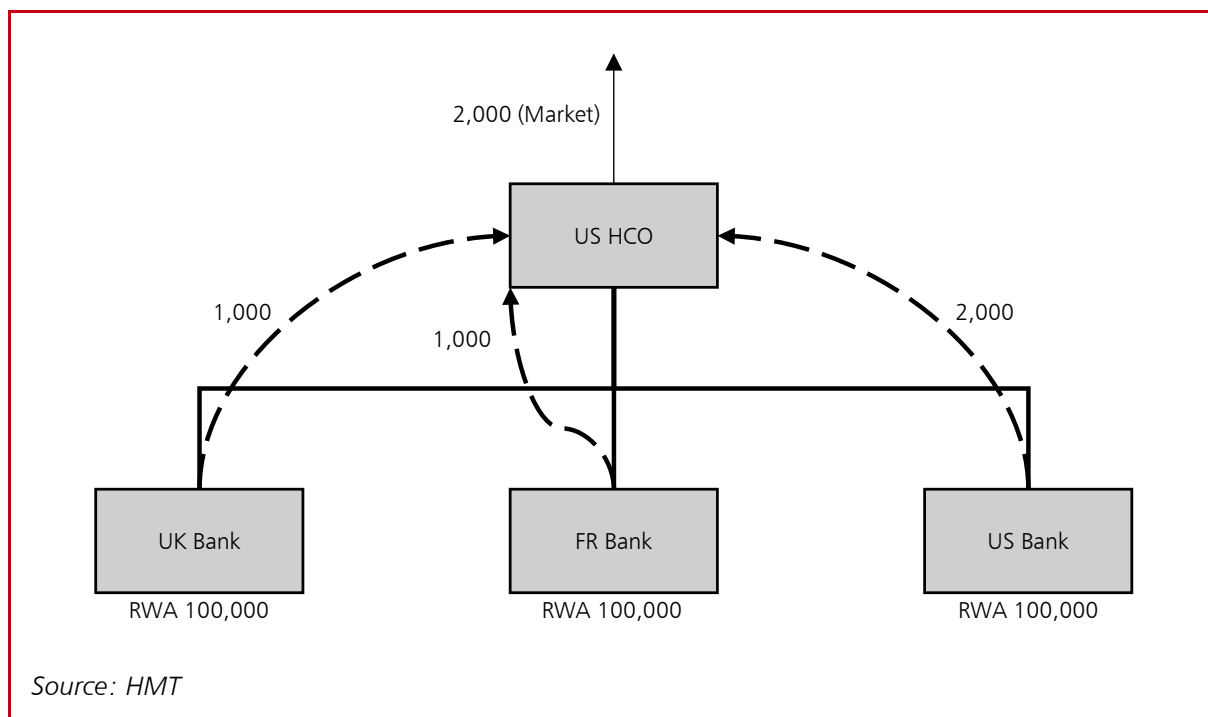 2,000 (Market)
US HCO
1,000
1,000
2,000
UK Bank
FR Bank
US Bank
RWA 100,000
RWA 100,000
RWA 100,000
Source: HMT